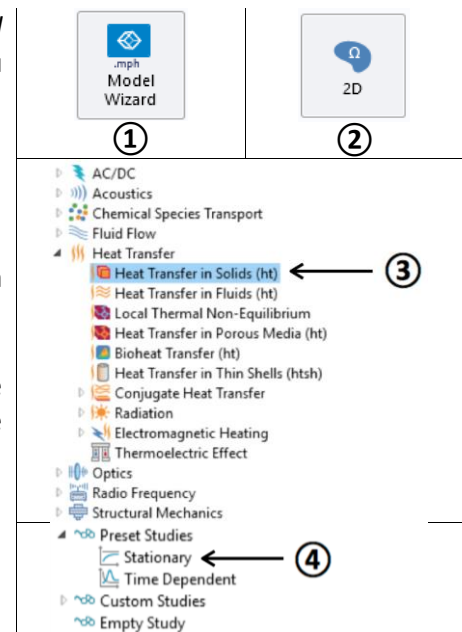 .mph
Model
Wizard
①
Ω
2D
②
AC/DC
Acoustics
Chemical Species Transport
Fluid Flow
Heat Transfer
Heat Transfer in Solids (ht)
③
Heat Transfer in Fluids (ht)
Local Thermal Non-Equilibrium
Heat Transfer in Porous Media (ht)
Bioheat Transfer (ht)
Heat Transfer in Thin Shells (htsh)
Conjugate Heat Transfer
Radiation
Electromagnetic Heating
Thermoelectric Effect
Optics
Radio Frequency
Structural Mechanics
Preset Studies
Stationary
④
Time Dependent
Custom Studies
Empty Study